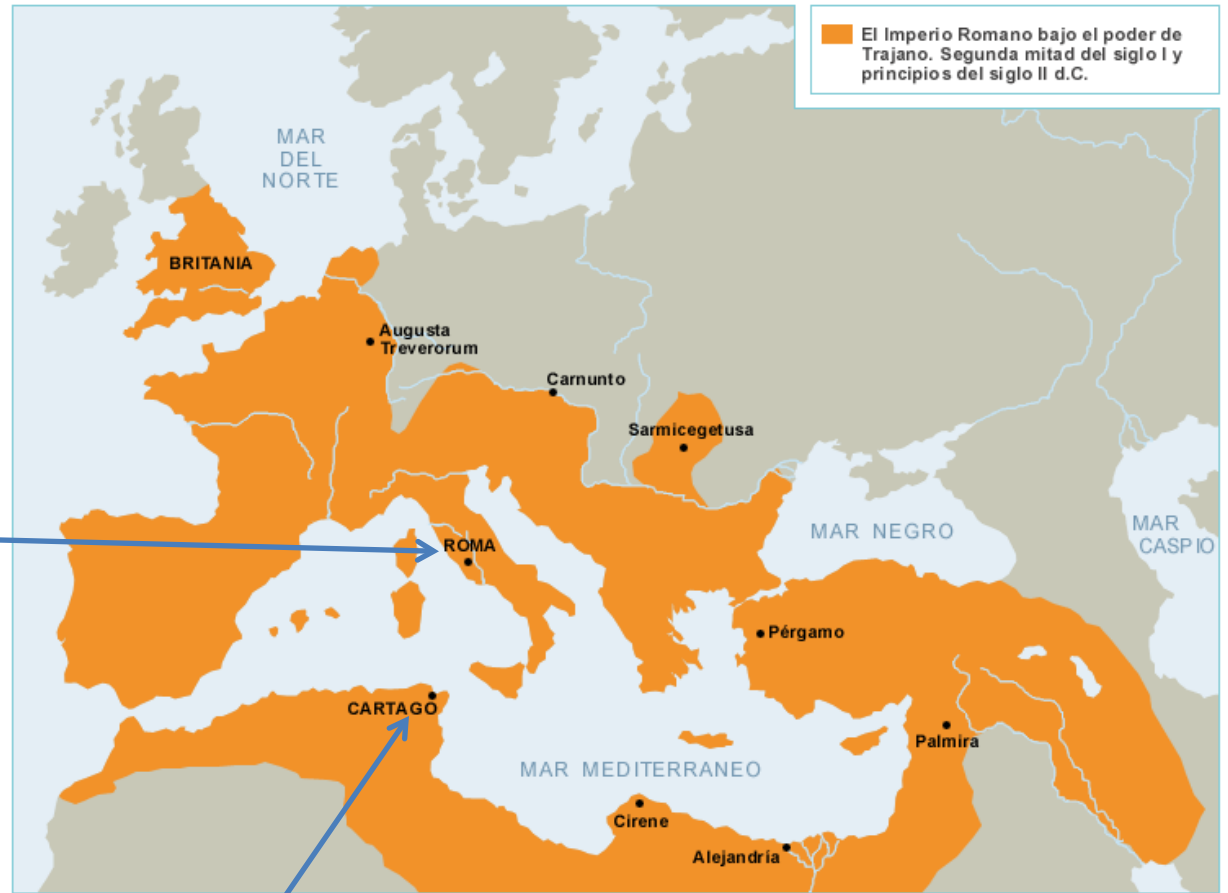 El Imperio Romano bajo el poder de
Trajano. Segunda mitad del siglo I y
principios del siglo II d.C.
MAR
DEL
NORTE
BRITANIA
Augusta
Treverorum
Carnunto
Sarmicegetusa
MAR NEGRO
MAR
CASPIO
ROMA
Pérgamo
CARTAGO
Palmira
MAR MEDITERRANEO
Cirene
Alejandría